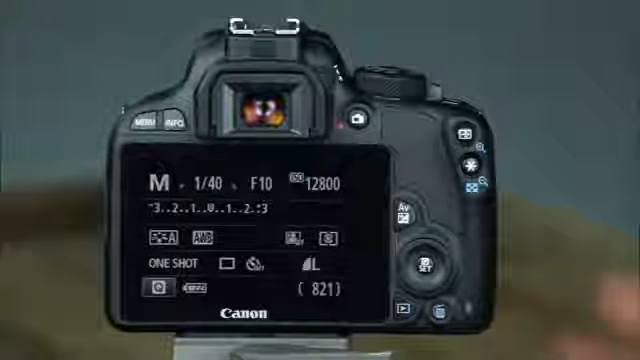 MENU INFO
M 1/40 F10 ISO 12800
-3..2..1..0..1..2..:3
AWB
Av
ONE SHOT L
SET
( 821)
Canon